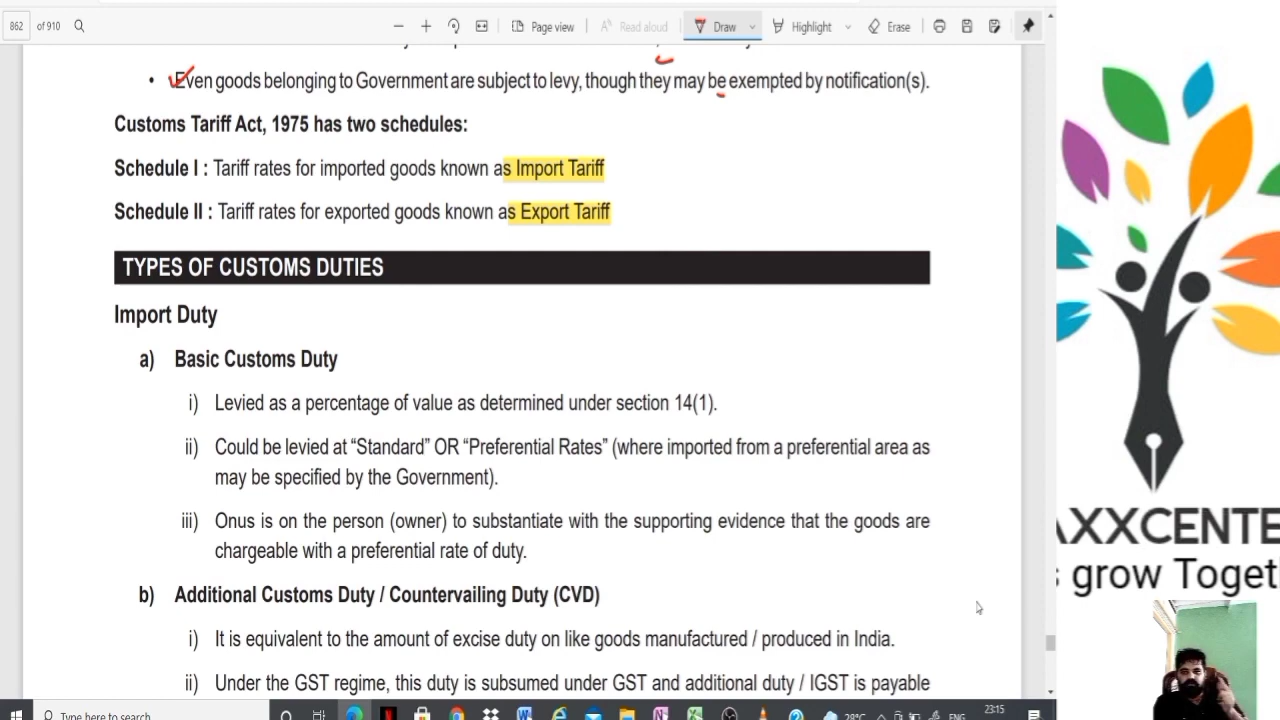 862 of 910 Page view Read aloud Draw Highlight Erase
• Even goods belonging to Government are subject to levy, though they may be exempted by notification(s).
Customs Tariff Act, 1975 has two schedules:
Schedule I : Tariff rates for imported goods known as Import Tariff
Schedule II : Tariff rates for exported goods known as Export Tariff
TYPES OF CUSTOMS DUTIES
Import Duty
a) Basic Customs Duty
i) Levied as a percentage of value as determined under section 14(1).
ii) Could be levied at “Standard” OR “Preferential Rates” (where imported from a preferential area as
may be specified by the Government).
iii) Onus is on the person (owner) to substantiate with the supporting evidence that the goods are
chargeable with a preferential rate of duty.
b) Additional Customs Duty / Countervailing Duty (CVD)
i) It is equivalent to the amount of excise duty on like goods manufactured / produced in India.
ii) Under the GST regime, this duty is subsumed under GST and additional duty / IGST is payable
AXXCENTE
s grow Toget
Type here to search
28°C ENG 23:15